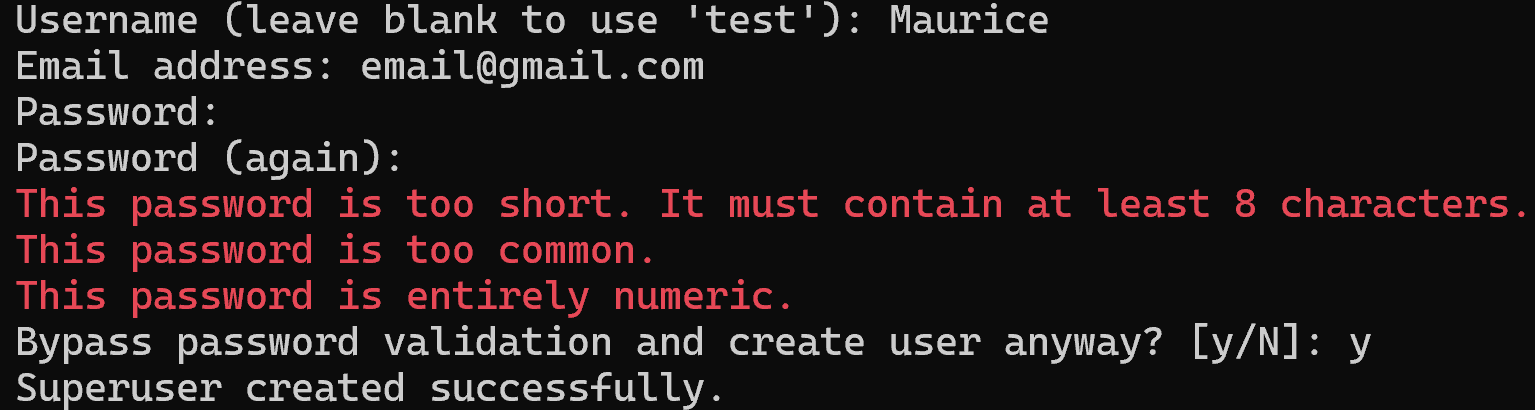 Username (leave blank to use 'test'): Maurice
Email address: email@gmail.com
Password:
Password (again):
This password is too short. It must contain at least 8 characters.
This password is too common.
This password is entirely numeric.
Bypass password validation and create user anyway? [y/N]: y
Superuser created successfully.